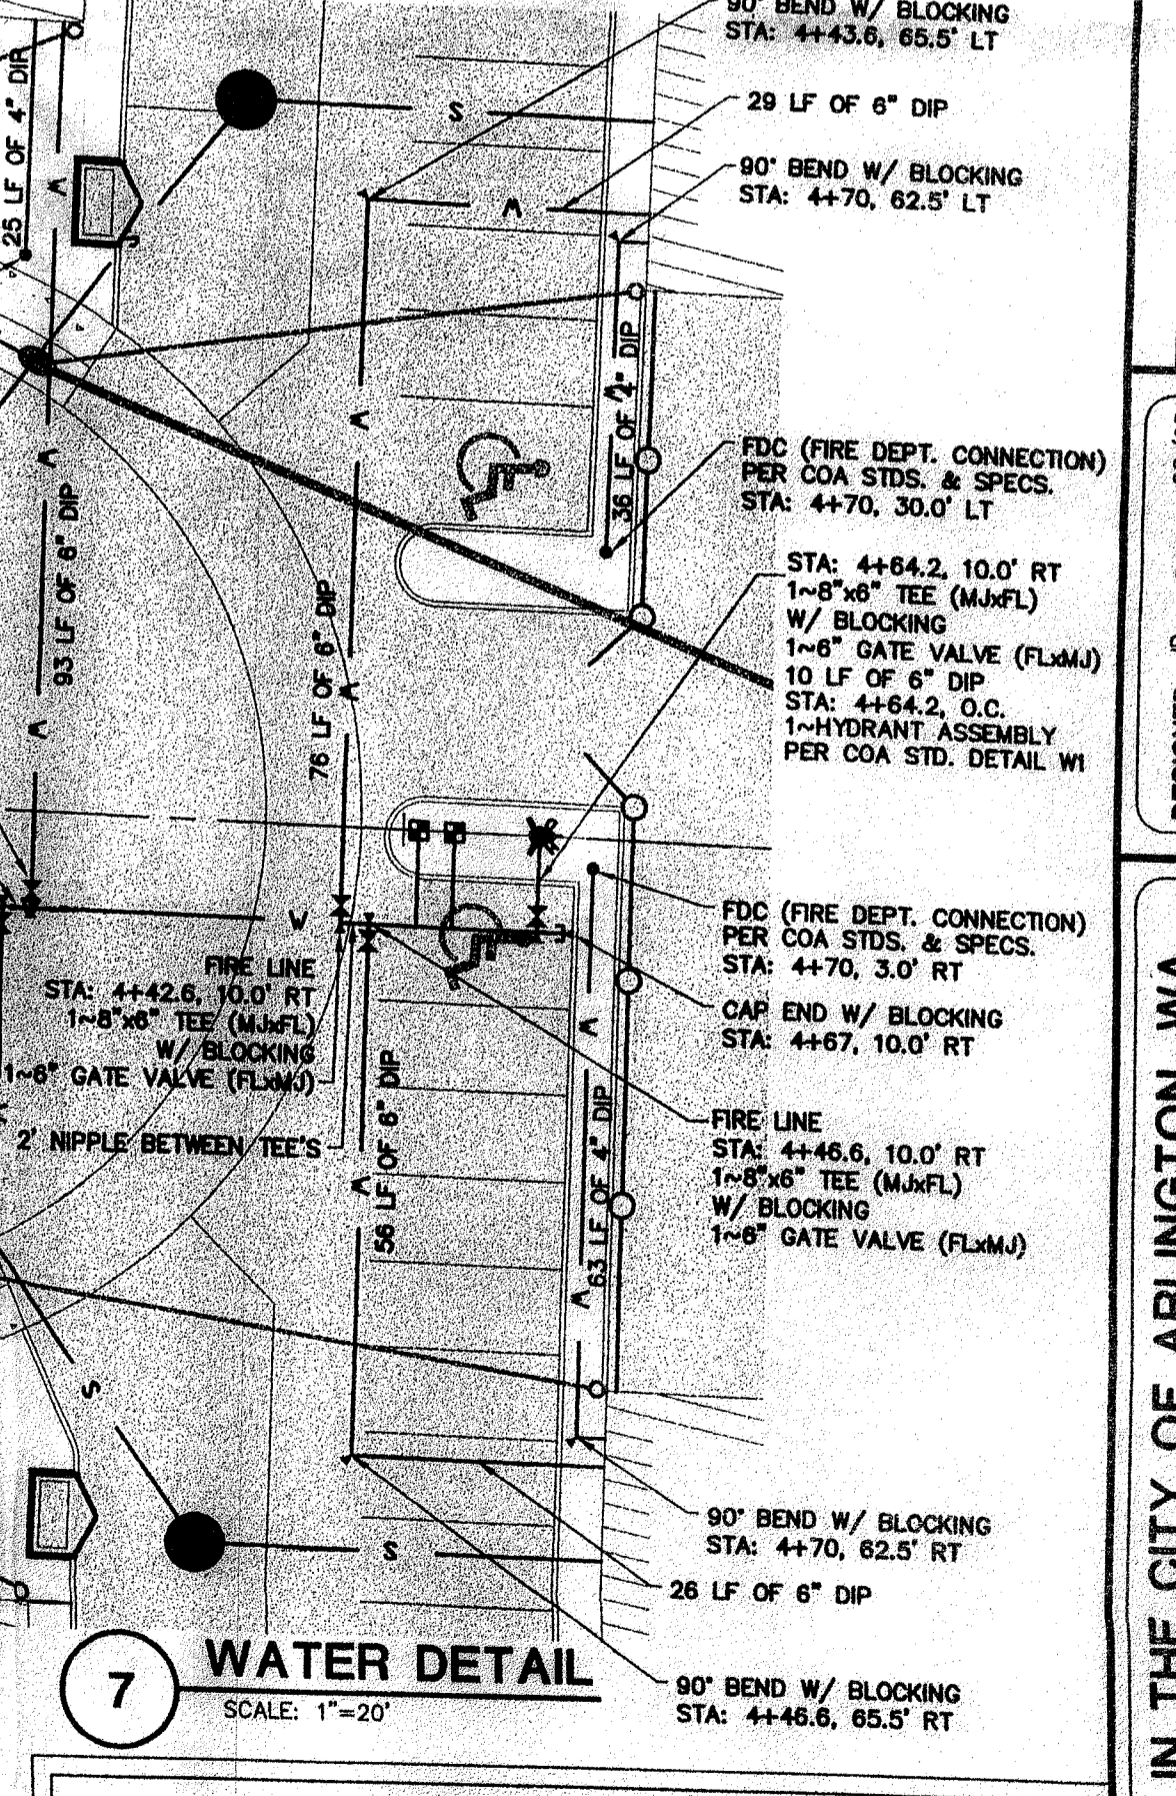 90° BEND W/ BLOCKING
STA: 4+43.6, 65.5' LT
29 LF OF 6" DIP
90° BEND W/ BLOCKING
STA: 4+70, 62.5' LT
25 LF OF 4" DIP
S
W
W
36 LF OF 4" DIP
W
W
W
93 LF OF 6" DIP
W
76 LF OF 6" DIP
W
FDC (FIRE DEPT. CONNECTION)
PER COA STDS. & SPECS.
STA: 4+70, 30.0' LT
STA: 4+64.2, 10.0' RT
1~8"x6" TEE (MJxFL)
W/ BLOCKING
1~6" GATE VALVE (FLxMJ)
10 LF OF 6" DIP
STA: 4+64.2, O.C.
1~HYDRANT ASSEMBLY
PER COA STD. DETAIL W1
W
FIRE LINE
STA: 4+42.6, 10.0' RT
1~8"x6" TEE (MJxFL)
W/ BLOCKING
1~6" GATE VALVE (FLxMJ)
2' NIPPLE BETWEEN TEE'S
FDC (FIRE DEPT. CONNECTION)
PER COA STDS. & SPECS.
STA: 4+70, 3.0' RT
CAP END W/ BLOCKING
STA: 4+67, 10.0' RT
W
56 LF OF 6" DIP
W
63 LF OF 4" DIP
W
FIRE LINE
STA: 4+46.6, 10.0' RT
1~8"x6" TEE (MJxFL)
W/ BLOCKING
1~6" GATE VALVE (FLxMJ)
S
S
90° BEND W/ BLOCKING
STA: 4+70, 62.5' RT
26 LF OF 6" DIP
90° BEND W/ BLOCKING
STA: 4+46.6, 65.5' RT
7
WATER DETAIL
SCALE: 1"=20'
IN THE CITY OF ARLINGTON, WA